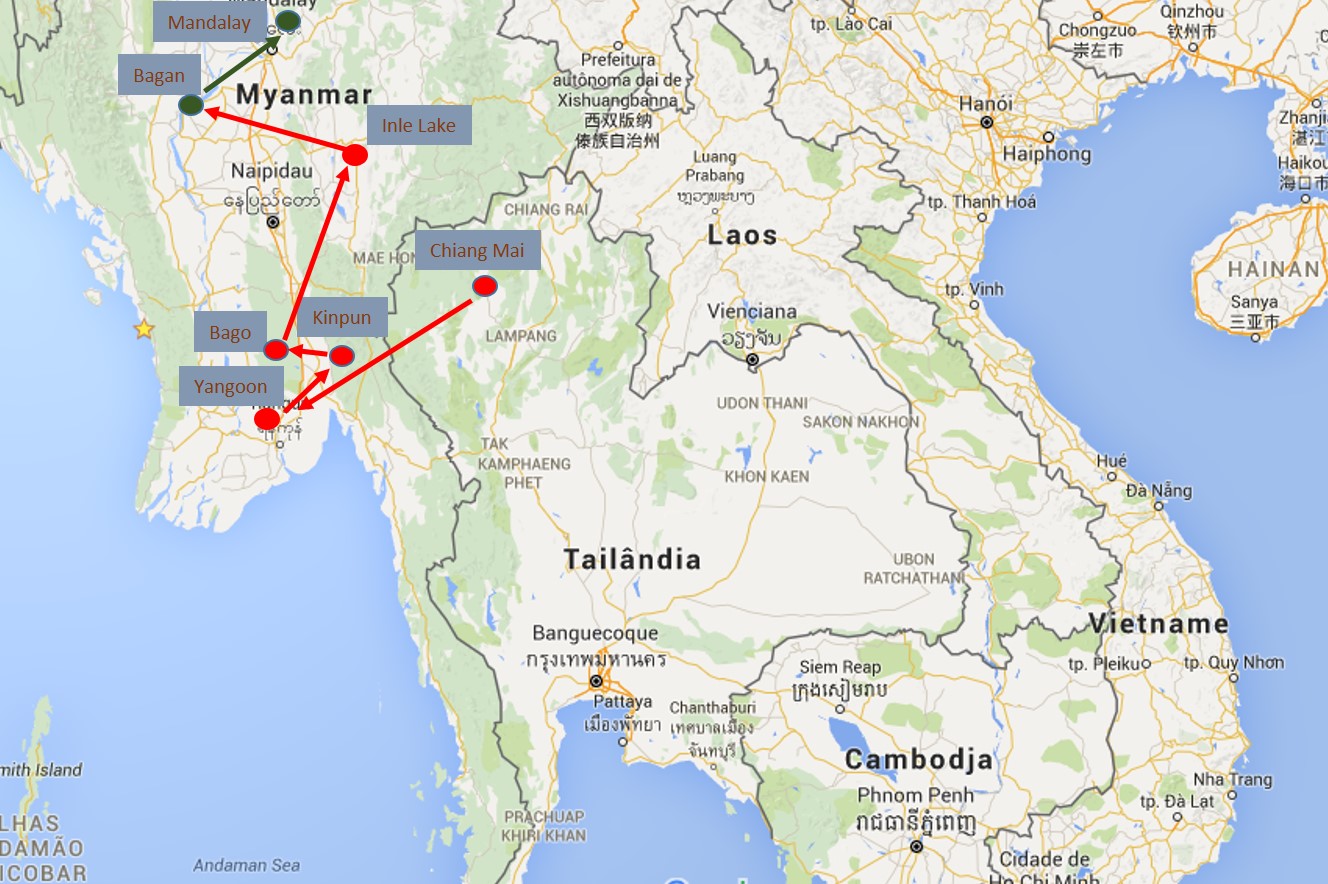 Mandalay
Bagan
Myanmar
Inle Lake
Naipidau
နေပြည်တော်
Chiang Mai
Bago
Kinpun
Yangoon
ရန်ကုန်
MAE HON
CHIANG RAI
LAMPANG
Prefeitura
autônoma dai de
Xishuangbanna
西双版纳
傣族自治州
tp. Lào Cai
Chongzuo
崇左市
Qinzhou
钦州市
Zhanji
湛江
Haikou
海口市
HAINAN
Sanya
三亚市
Hanói
Haiphong
tp. Thanh Hoá
tp. Vinh
Luang
Prabang
ຫຼວງພະບາງ
Laos
Vienciana
ວຽງຈັນ
UDON THANI
SAKON NAKHON
KHON KAEN
TAK
KAMPHAENG
PHET
Hué
Đà Nẵng
Tailândia
UBON
RATCHATHANI
Banguecoque
กรุงเทพมหานคร
Pattaya
เมืองพัทยา
Chanthaburi
เทศบาลเมือง
จันทบุรี
Siem Reap
ក្រុងសៀមរាប
Vietname
tp. Pleiku
tp. Quy Nhơn
Cambodja
Phnom Penh
រាជធានីភ្នំពេញ
Nha Trang
tp. Đà Lạt
Cidade de
Ho Chi Minh
PRACHUAP
KHIRI KHAN
mith Island
LHAS
DAMÃO
ICOBAR
Andaman Sea